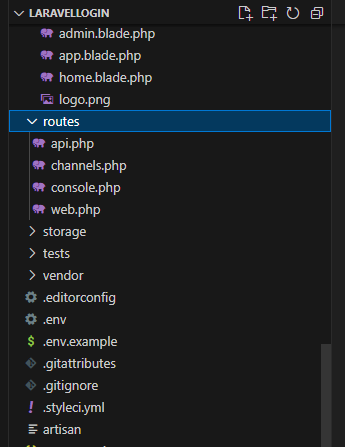 LARAVELLOGIN
admin.blade.php
app.blade.php
home.blade.php
logo.png
routes
api.php
channels.php
console.php
web.php
storage
tests
vendor
.editorconfig
.env
$ .env.example
.gitattributes
.gitignore
! .styleci.yml
artisan